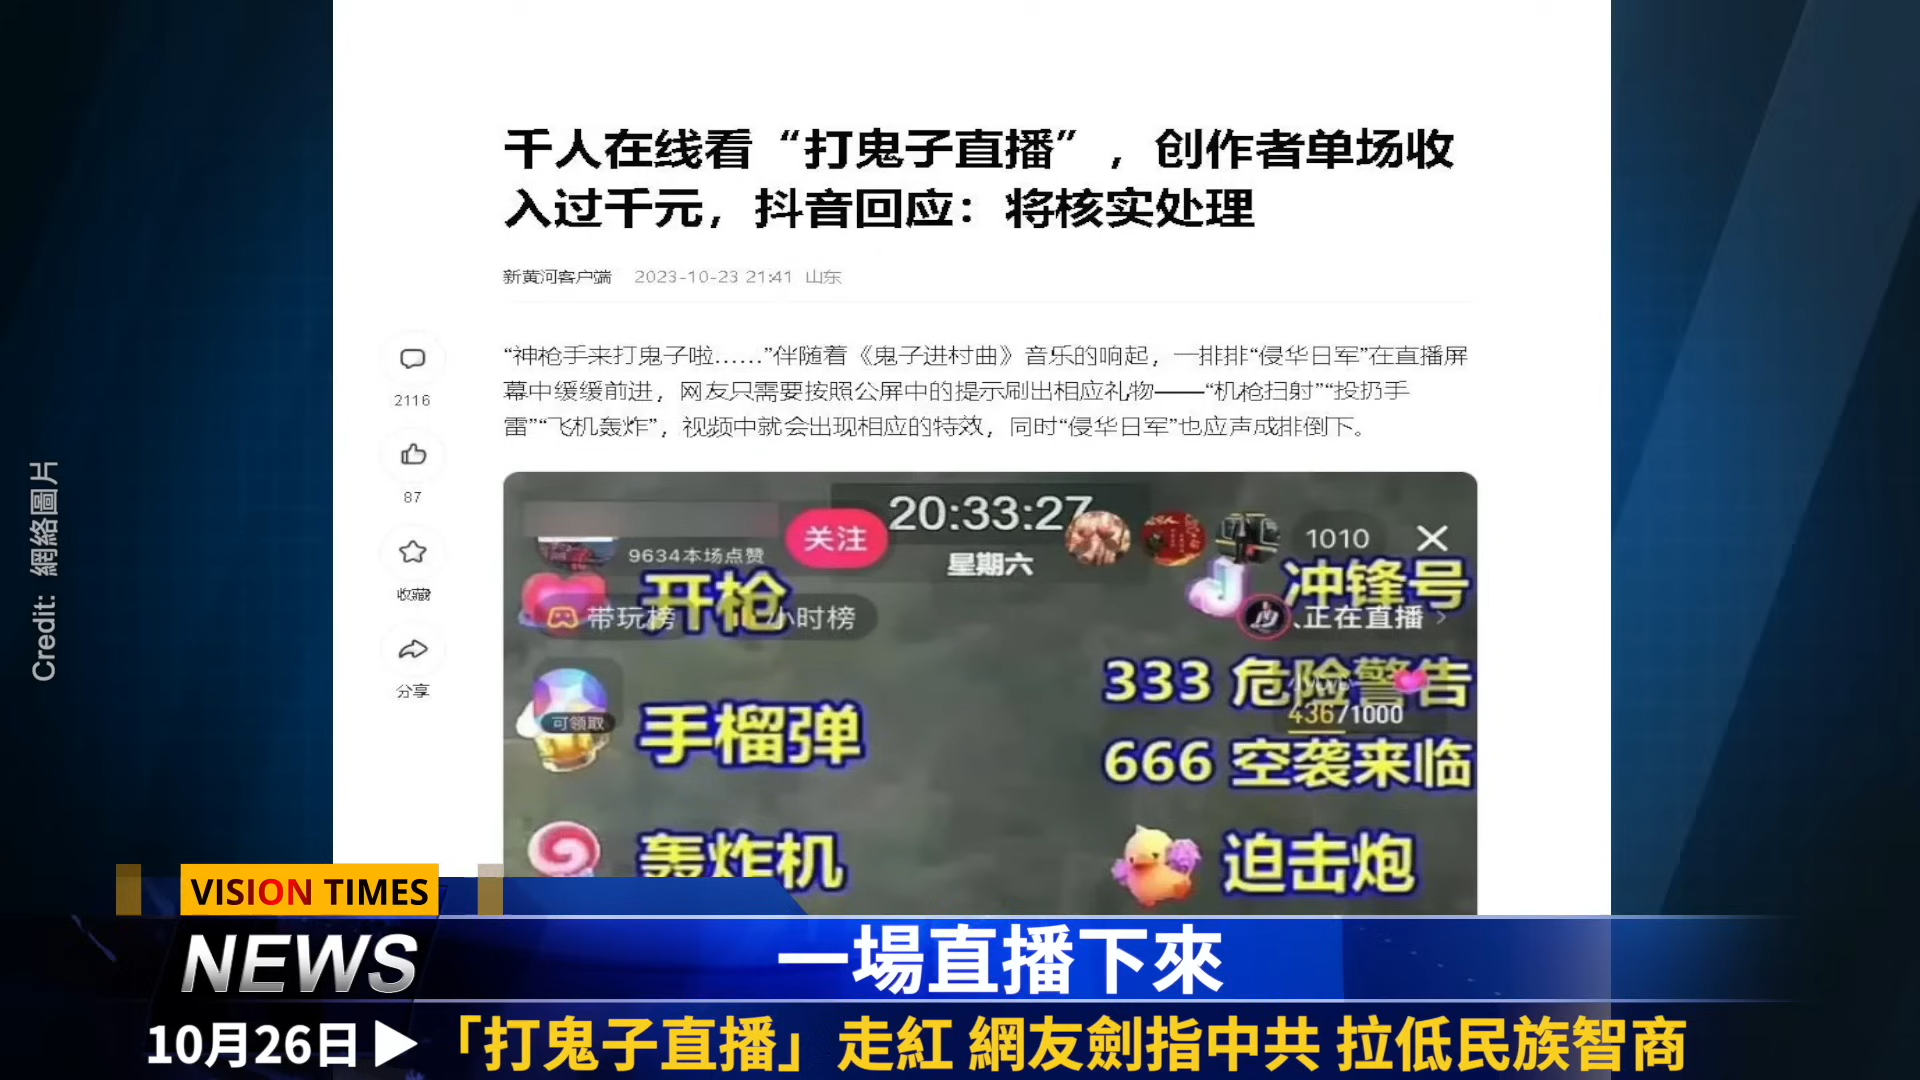 千人在线看“打鬼子直播”，创作者单场收
入过千元，抖音回应：将核实处理
新黄河客户端 2023-10-23 21:41 山东
“神枪手来打鬼子啦……”伴随着《鬼子进村曲》音乐的响起，一排排“侵华日军”在直播屏
幕中缓缓前进，网友只需要按照公屏中的提示刷出相应礼物——“机枪扫射”“投扔手
雷”“飞机轰炸”，视频中就会出现相应的特效，同时“侵华日军”也应声成排倒下。
2116
87
收藏
分享
Credit: 網絡圖片
20:33:27
星期六
9634本场点赞
关注
1010
开枪
带玩榜
小时榜
冲锋号
正在直播
333 危险警告
436/1000
可领取
手榴弹
666 空袭来临
轰炸机
迫击炮
VISION TIMES
NEWS
一場直播下來
10月26日
「打鬼子直播」走紅 網友劍指中共 拉低民族智商